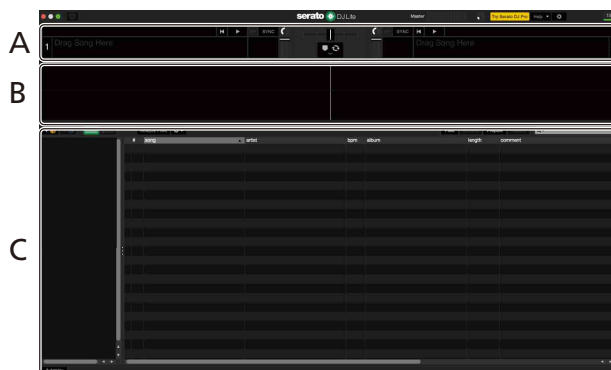 serato DJ Lite Master Try Serato DJ Pro Help
A
SYNC SYNC
1 Drag Song Here Drag Song Here
B
C
# song artist bpm album length comment